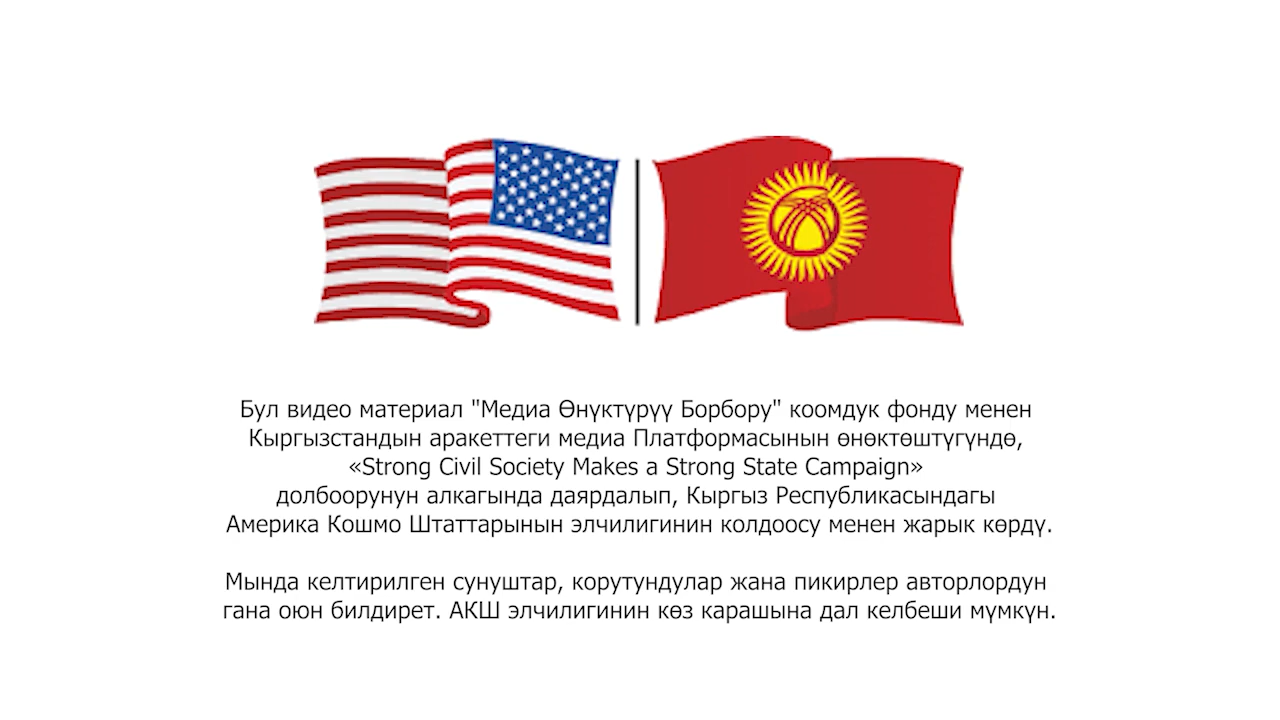 Бул видео материал "Медиа Өнүктүрүү Борбору" коомдук фонду менен
Кыргызстандын аракеттеги медиа Платформасынын өнөктөштүгүндө,
«Strong Civil Society Makes a Strong State Campaign»
долбоорунун алкагында даярдалып, Кыргыз Республикасындагы
Америка Кошмо Штаттарынын элчилигинин колдоосу менен жарык көрдү.
Мында келтирилген сунуштар, корутундулар жана пикирлер авторлордун
гана оюн билдирет. АКШ элчилигинин көз карашына дал келбеши мүмкүн.